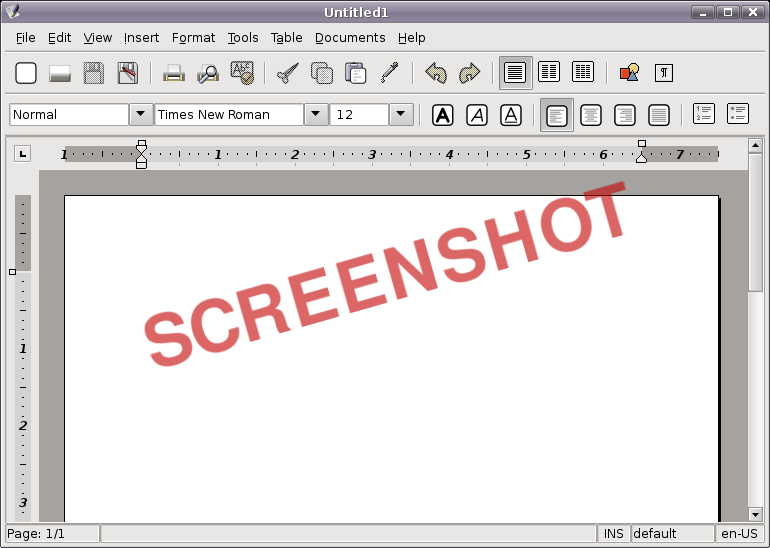 Untitled1
File Edit View Insert Format Tools Table Documents Help
ABC
Normal Times New Roman 12 A A A
1 1 2 3 4 5 6 7
SCREENSHOT
1
2
3
Page: 1/1 INS default en-US